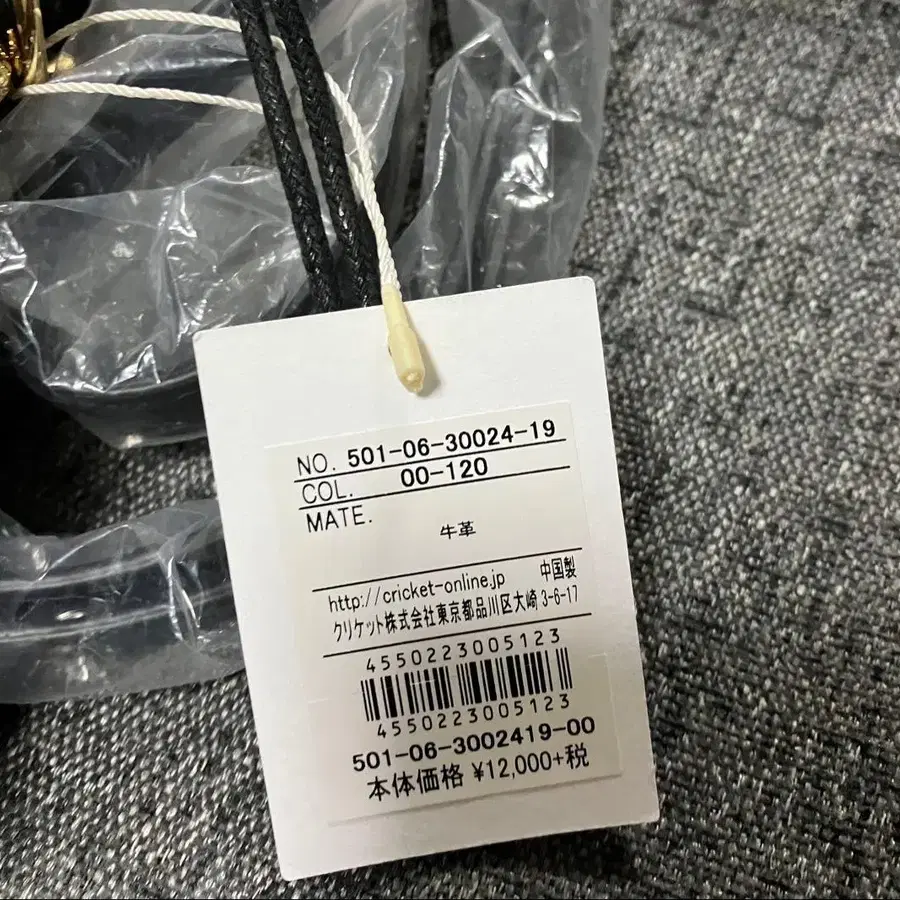 NO. 501-06-30024-19
COL. 00-120
MATE.
牛革
http://cricket-online.jp 中国製
クリケット株式会社東京都品川区大崎 3-6-17
4550223005123
4550223005123
501-06-3002419-00
本体価格 ¥12,000+税